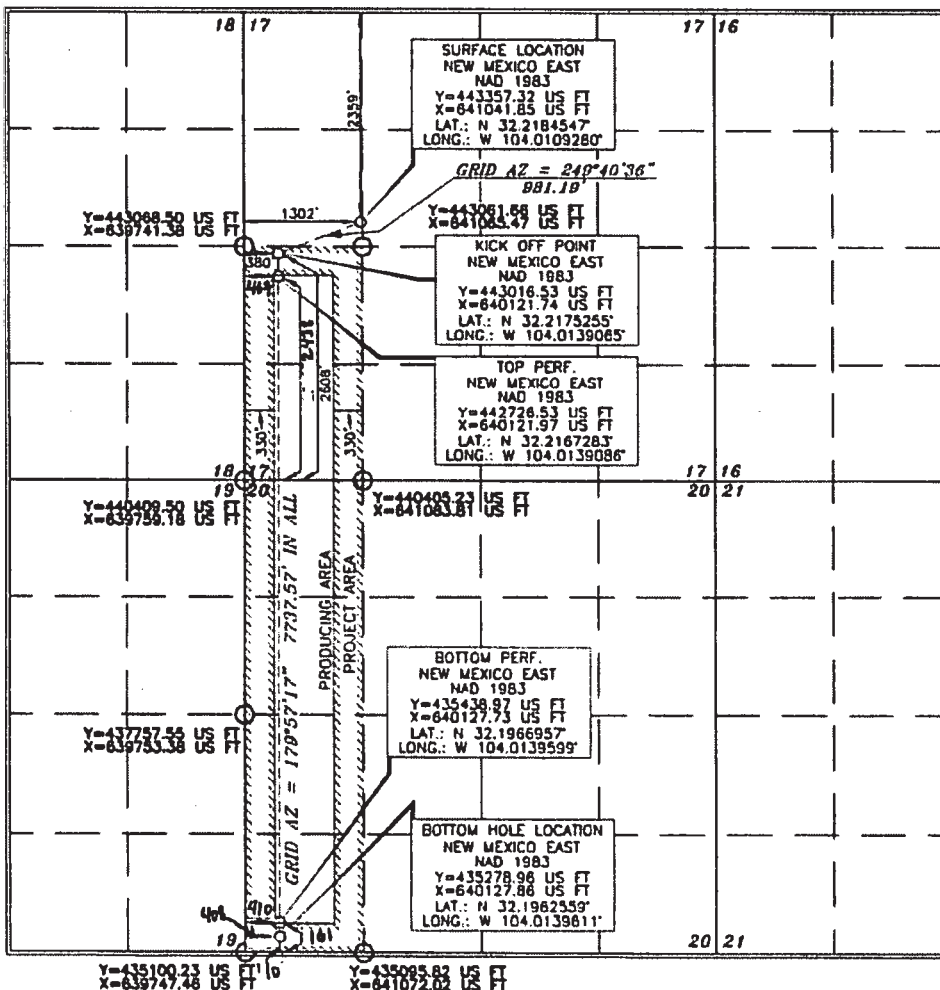 18 17
17 16
SURFACE LOCATION
NEW MEXICO EAST
NAD 1983
Y=443357.32 US FT
X=641041.85 US FT
LAT.: N 32.2184547°
LONG.: W 104.0109280°
2359'
GRID AZ = 249°40'36"
981.19'
1302'
Y=443068.50 US FT
X=639741.38 US FT
Y=443061.66 US FT
X=641065.47 US FT
380'
KICK OFF POINT
NEW MEXICO EAST
NAD 1983
Y=443016.53 US FT
X=640121.74 US FT
LAT.: N 32.2175255°
LONG.: W 104.0139065°
2608'
TOP PERF.
NEW MEXICO EAST
NAD 1983
Y=442726.53 US FT
X=640121.97 US FT
LAT.: N 32.2167283°
LONG.: W 104.0139086°
330'
330'
18 17
19 20
17 16
20 21
Y=440409.50 US FT
X=639759.18 US FT
Y=440405.23 US FT
X=641083.81 US FT
GRID AZ = 179°57'17" 7737.57' IN ALL
PRODUCING AREA
PROJECT AREA
BOTTOM PERF.
NEW MEXICO EAST
NAD 1983
Y=435438.97 US FT
X=640127.73 US FT
LAT.: N 32.1966957°
LONG.: W 104.0139599°
Y=437757.55 US FT
X=639753.38 US FT
BOTTOM HOLE LOCATION
NEW MEXICO EAST
NAD 1983
Y=435278.96 US FT
X=640127.86 US FT
LAT.: N 32.1962559°
LONG.: W 104.0139611°
410
408
161
19
20 21
Y=435100.23 US FT
X=639747.46 US FT
Y=435095.82 US FT
X=641072.02 US FT